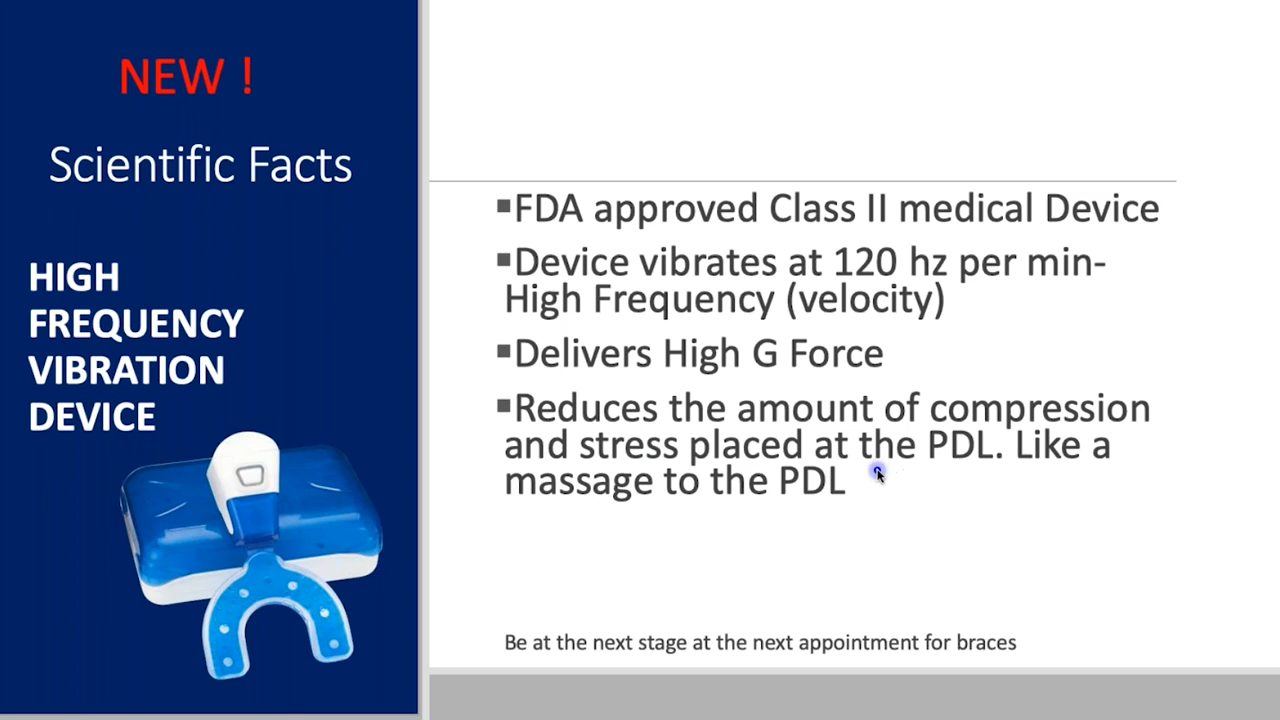 NEW !
Scientific Facts
HIGH
FREQUENCY
VIBRATION
DEVICE
▪FDA approved Class II medical Device
▪Device vibrates at 120 hz per min-
High Frequency (velocity)
▪Delivers High G Force
▪Reduces the amount of compression
and stress placed at the PDL. Like a
massage to the PDL
Be at the next stage at the next appointment for braces